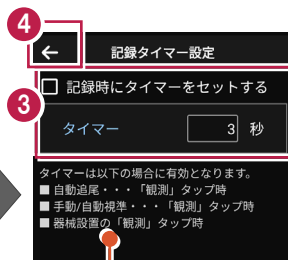 4
← 記録タイマー設定
3
記録時にタイマーをセットする
タイマー 3 秒
タイマーは以下の場合に有効となります。
■ 自動追尾・・・「観測」タップ時
■ 手動/自動視準・・・「観測」タップ時
■ 器械設置の「観測」タップ時